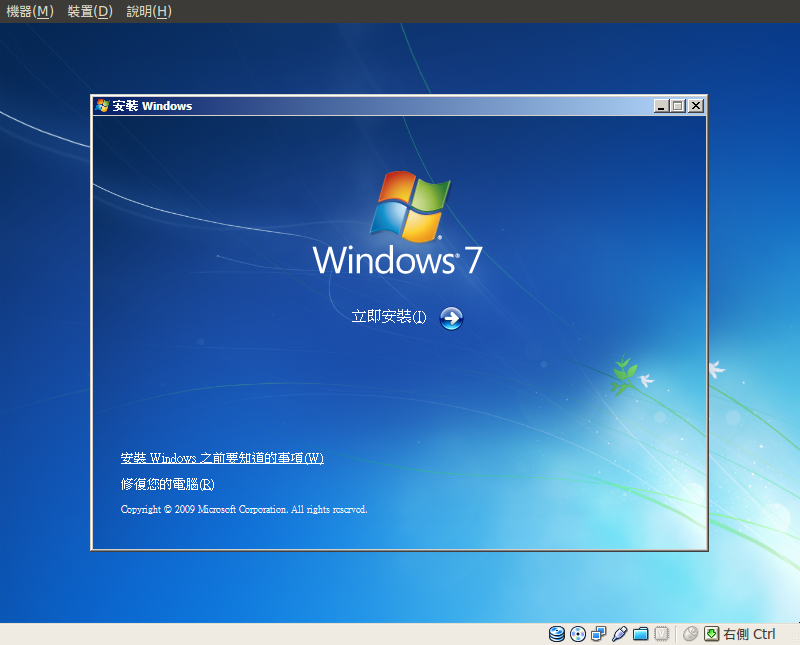 機器(M) 裝置(D) 說明(H)
安裝 Windows
Windows® 7
立即安裝(I)
安裝 Windows 之前要知道的事項(W)
修復您的電腦(R)
Copyright © 2009 Microsoft Corporation. All rights reserved.
右側 Ctrl